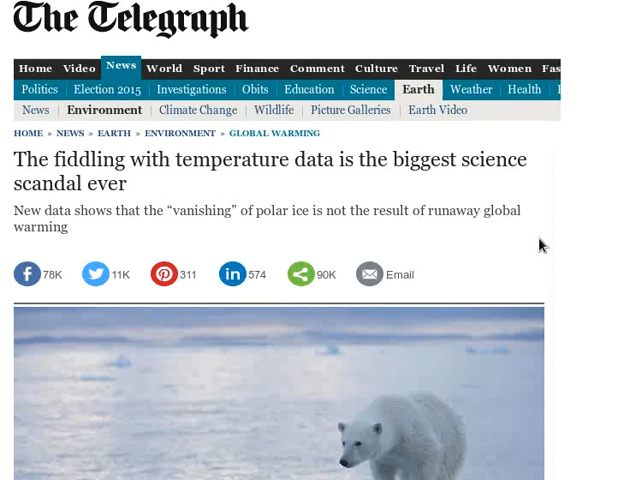 The Telegraph
Home Video News World Sport Finance Comment Culture Travel Life Women Fas
Politics Election 2015 Investigations Obits Education Science Earth Weather Health
News Environment Climate Change Wildlife Picture Galleries Earth Video
HOME » NEWS » EARTH » ENVIRONMENT » GLOBAL WARMING
The fiddling with temperature data is the biggest science
scandal ever
New data shows that the “vanishing” of polar ice is not the result of runaway global
warming
78K 11K 311 574 90K Email